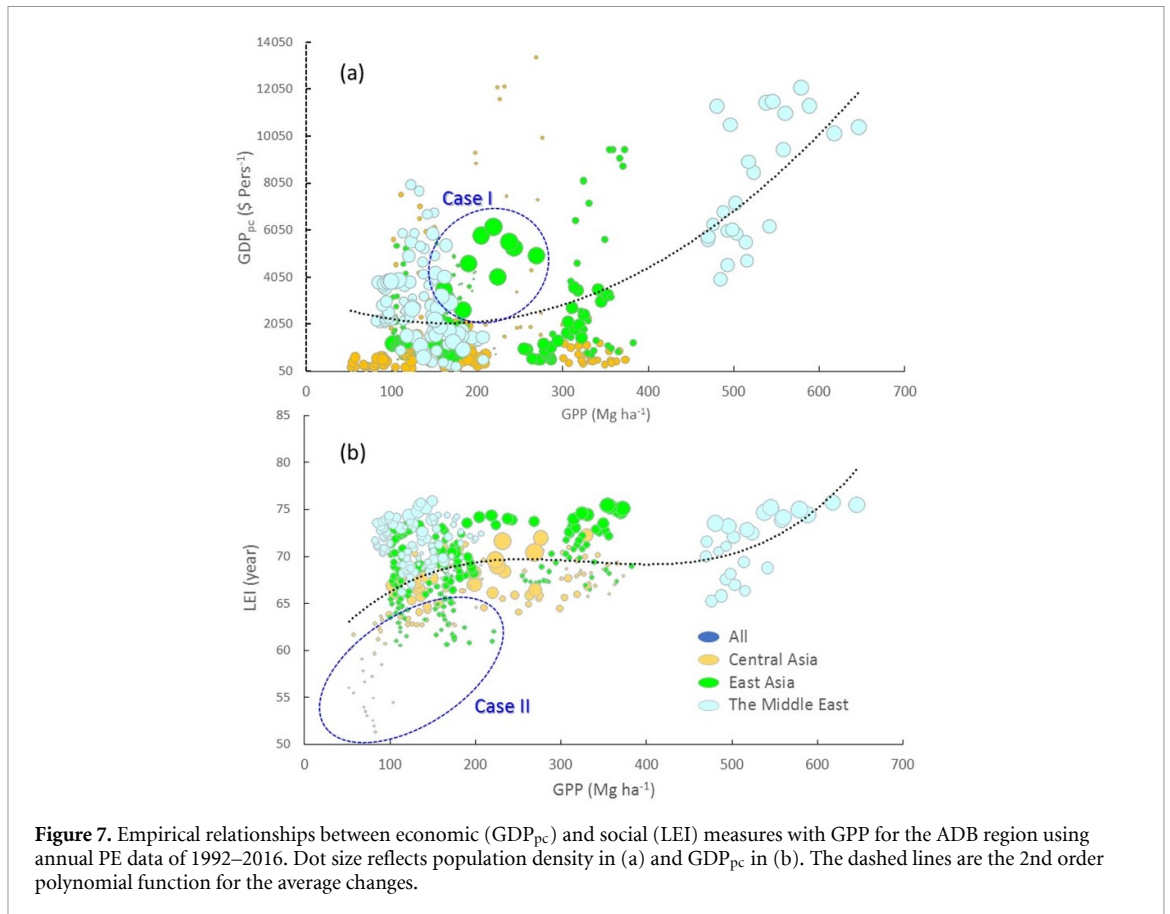 14050
12050
10050
8050
6050
4050
2050
50
GDPpc ($ Pers-1)
(a)
Case I
0
100
200
300
400
500
600
700
GPP (Mg ha-1)
85
80
75
70
65
60
55
50
LEI (year)
(b)
Case II
All
Central Asia
East Asia
The Middle East
0
100
200
300
400
500
600
700
GPP (Mg ha-1)
Figure 7. Empirical relationships between economic (GDPpc) and social (LEI) measures with GPP for the ADB region using
annual PE data of 1992–2016. Dot size reflects population density in (a) and GDPpc in (b). The dashed lines are the 2nd order
polynomial function for the average changes.